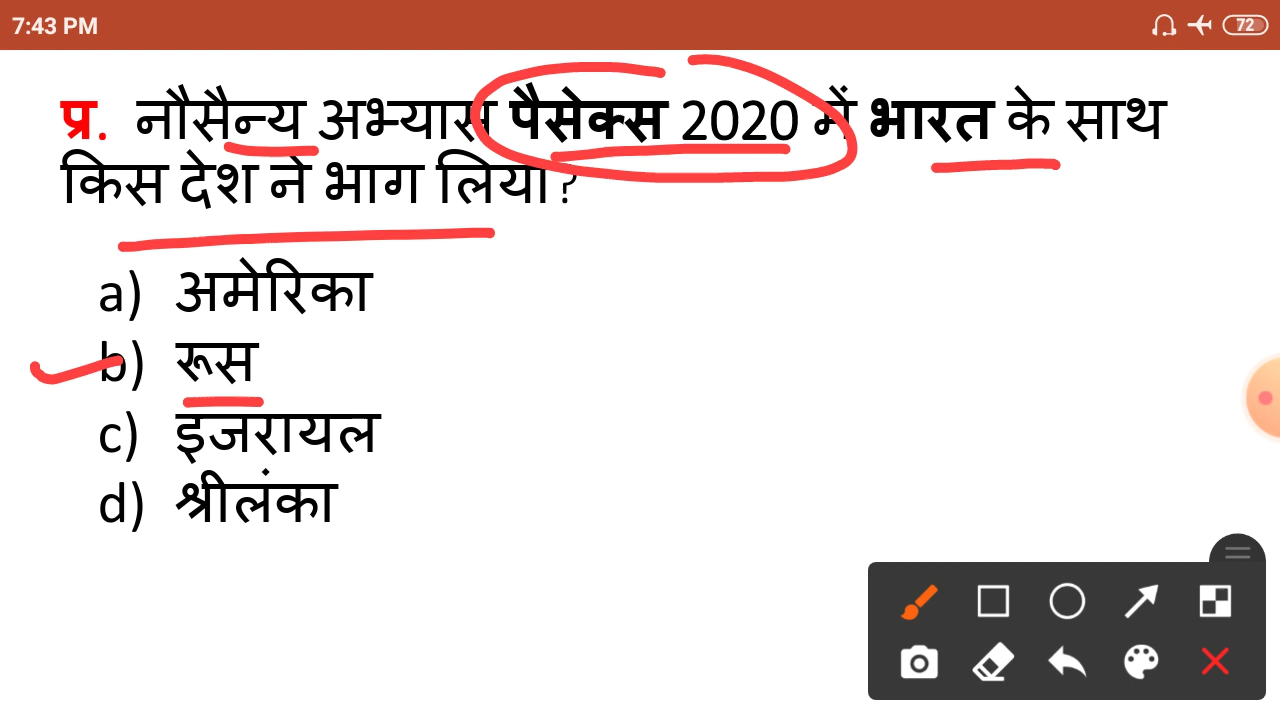 7:43 PM
72
प्र. नौसैन्य अभ्यास पैसेक्स 2020 में भारत के साथ
किस देश ने भाग लिया?
a) अमेरिका
b) रूस
c) इजरायल
d) श्रीलंका